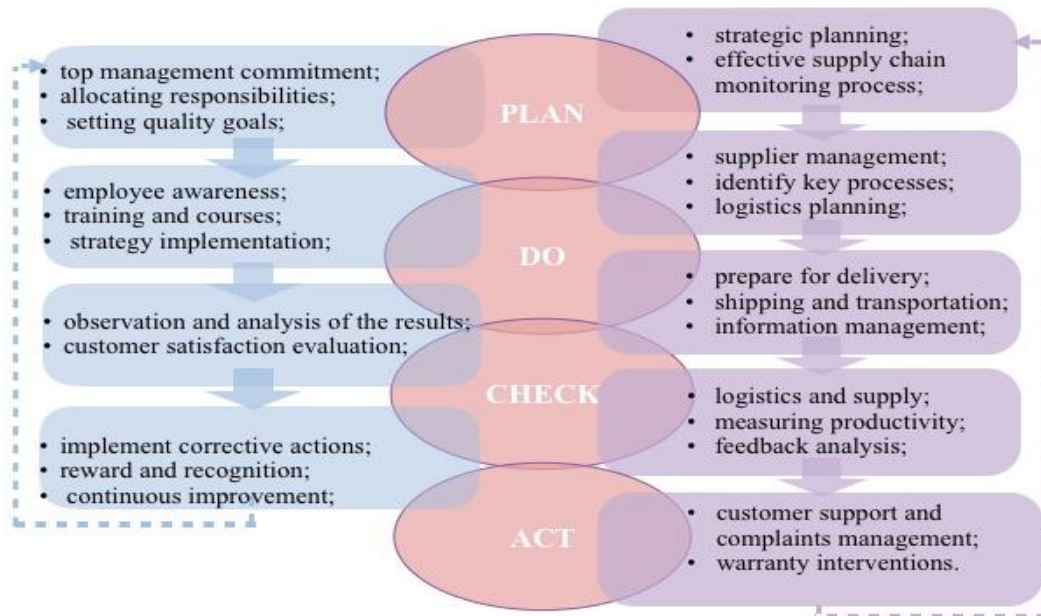 • top management commitment;
• allocating responsibilities;
• setting quality goals;
• employee awareness;
• training and courses;
• strategy implementation;
• observation and analysis of the results;
• customer satisfaction evaluation;
• implement corrective actions;
• reward and recognition;
• continuous improvement;
PLAN
DO
CHECK
ACT
• strategic planning;
• effective supply chain
monitoring process;
• supplier management;
• identify key processes;
• logistics planning;
• prepare for delivery;
• shipping and transportation;
• information management;
• logistics and supply;
• measuring productivity;
• feedback analysis;
• customer support and
complaints management;
• warranty interventions.